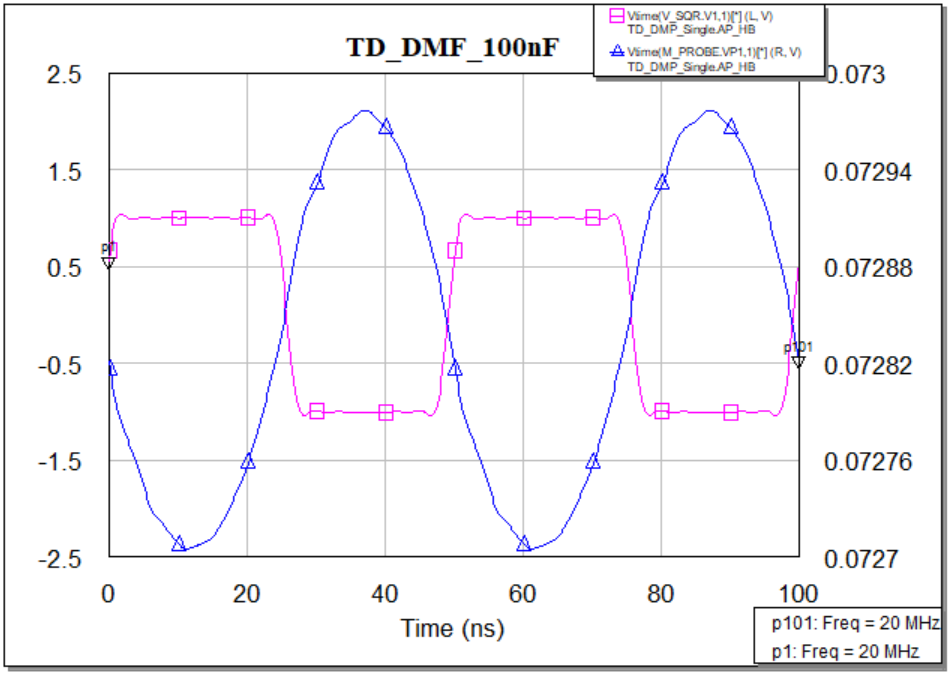 Vtime(V_SQR.V1,1)[*] (L, V)
TD_DMP_Single.AP_HB
Vtime(M_PROBE.VP1,1)[*] (R, V)
TD_DMP_Single.AP_HB
TD_DMF_100nF
2.5
1.5
0.5
-0.5
-1.5
-2.5
0.073
0.07294
0.07288
0.07282
0.07276
0.0727
p1
p101
0
20
40
60
80
100
Time (ns)
p101: Freq = 20 MHz
p1: Freq = 20 MHz